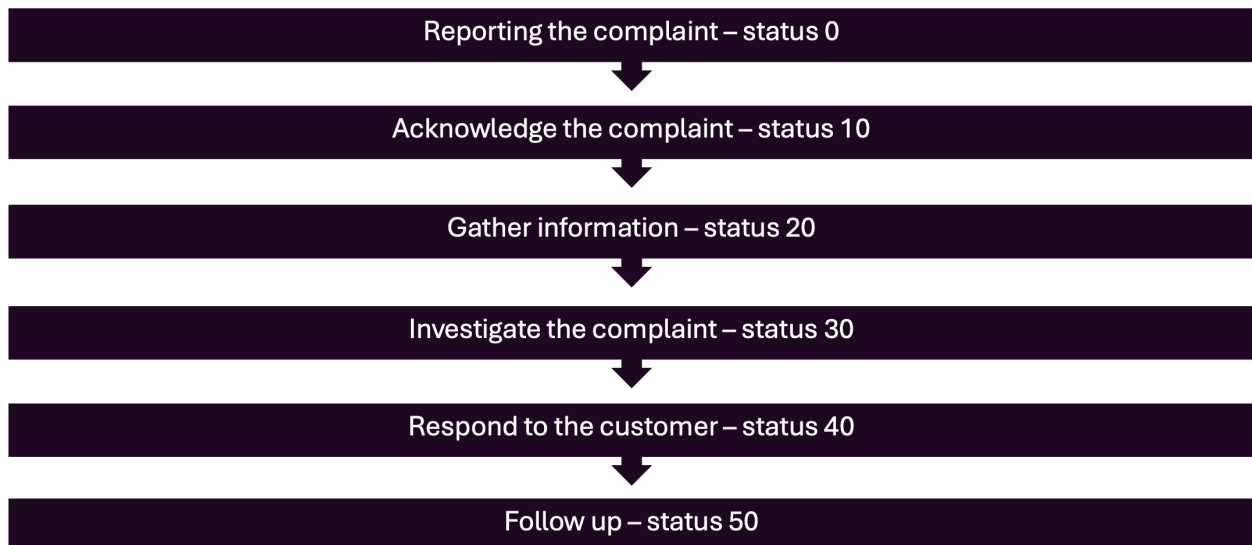 Reporting the complaint – status 0
Acknowledge the complaint – status 10
Gather information – status 20
Investigate the complaint – status 30
Respond to the customer – status 40
Follow up – status 50